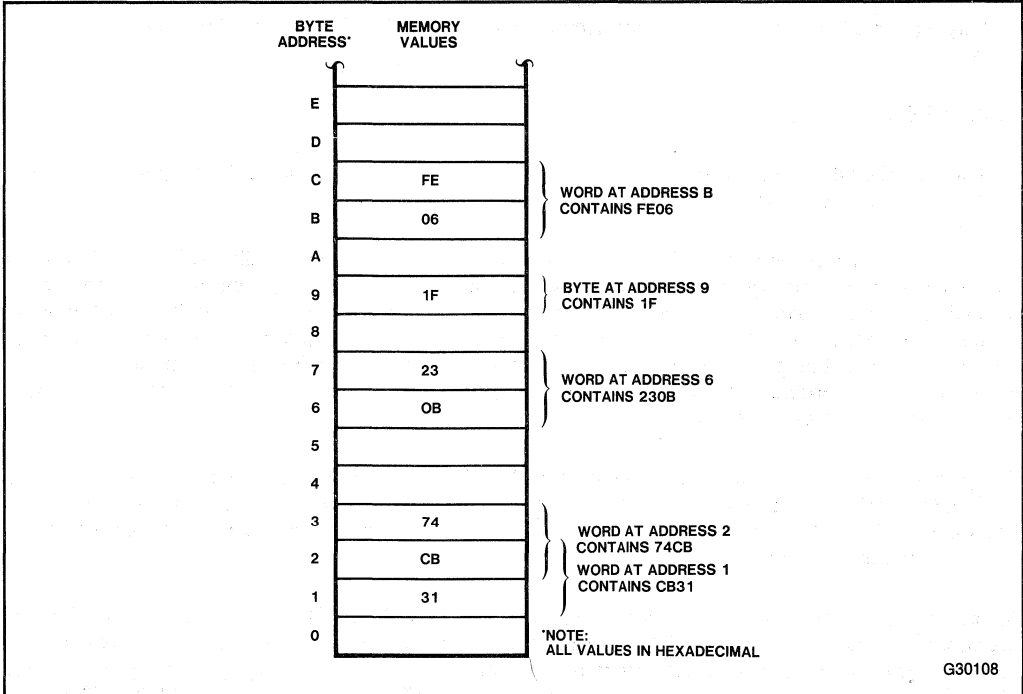 BYTE ADDRESS* MEMORY VALUES
E
D
C FE
B 06
WORD AT ADDRESS B
CONTAINS FE06
A
9 1F
BYTE AT ADDRESS 9
CONTAINS 1F
8
7 23
6 OB
WORD AT ADDRESS 6
CONTAINS 230B
5
4
3 74
2 CB
1 31
WORD AT ADDRESS 2
CONTAINS 74CB
WORD AT ADDRESS 1
CONTAINS CB31
0
*NOTE:
ALL VALUES IN HEXADECIMAL
G30108